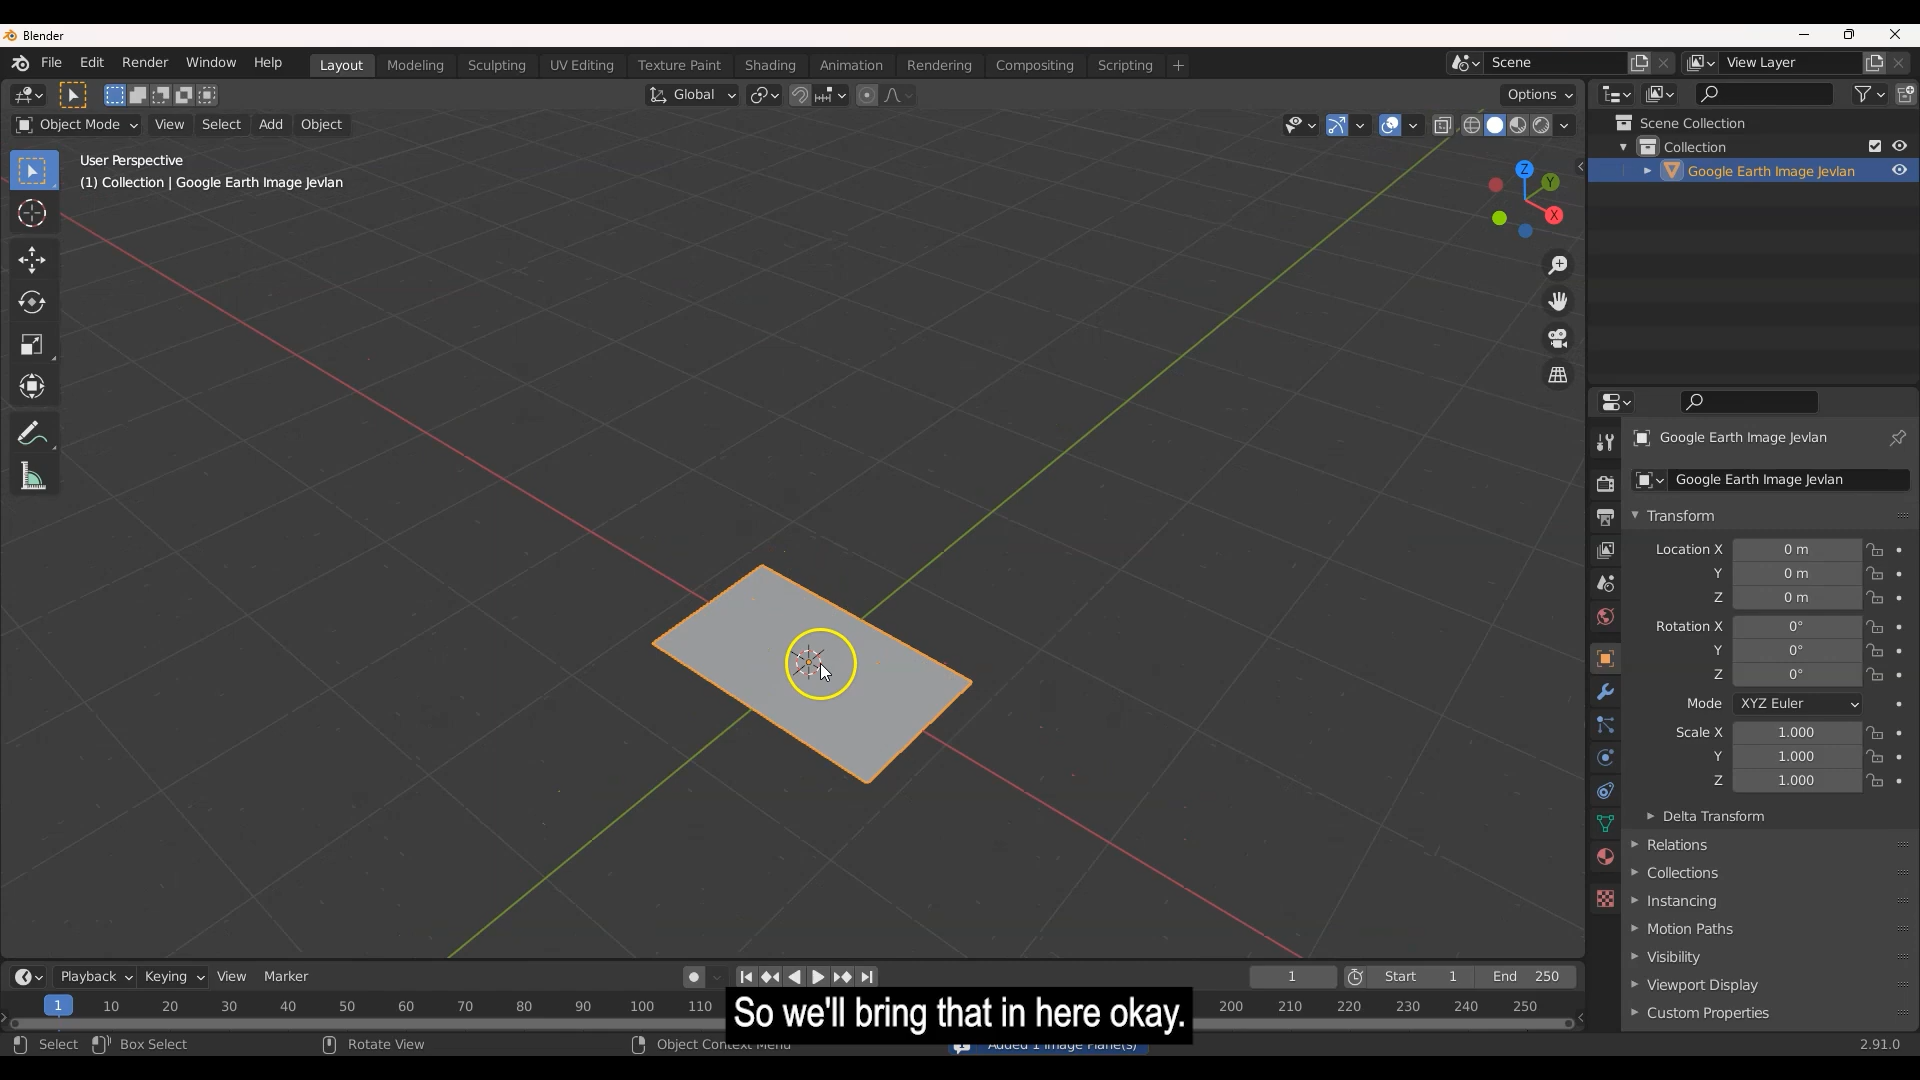 Blender
File Edit Render Window Help Layout Modeling Sculpting UV Editing Texture Paint Shading Animation Rendering Compositing Scripting + Scene View Layer
Global Options
Object Mode View Select Add Object
User Perspective
(1) Collection | Google Earth Image Jevlan
Z
Y
X
Scene Collection
Collection
Google Earth Image Jevlan
Google Earth Image Jevlan
Google Earth Image Jevlan
Transform
Location X 0 m
Y 0 m
Z 0 m
Rotation X 0°
Y 0°
Z 0°
Mode XYZ Euler
Scale X 1.000
Y 1.000
Z 1.000
Delta Transform
Relations
Collections
Instancing
Motion Paths
Visibility
Viewport Display
Custom Properties
Playback Keying View Marker 1 Start 1 End 250
1 10 20 30 40 50 60 70 80 90 100 110 200 210 220 230 240 250
So we'll bring that in here okay.
Select Box Select Rotate View Object Context Menu Added 1 Image Plane(s) 2.91.0